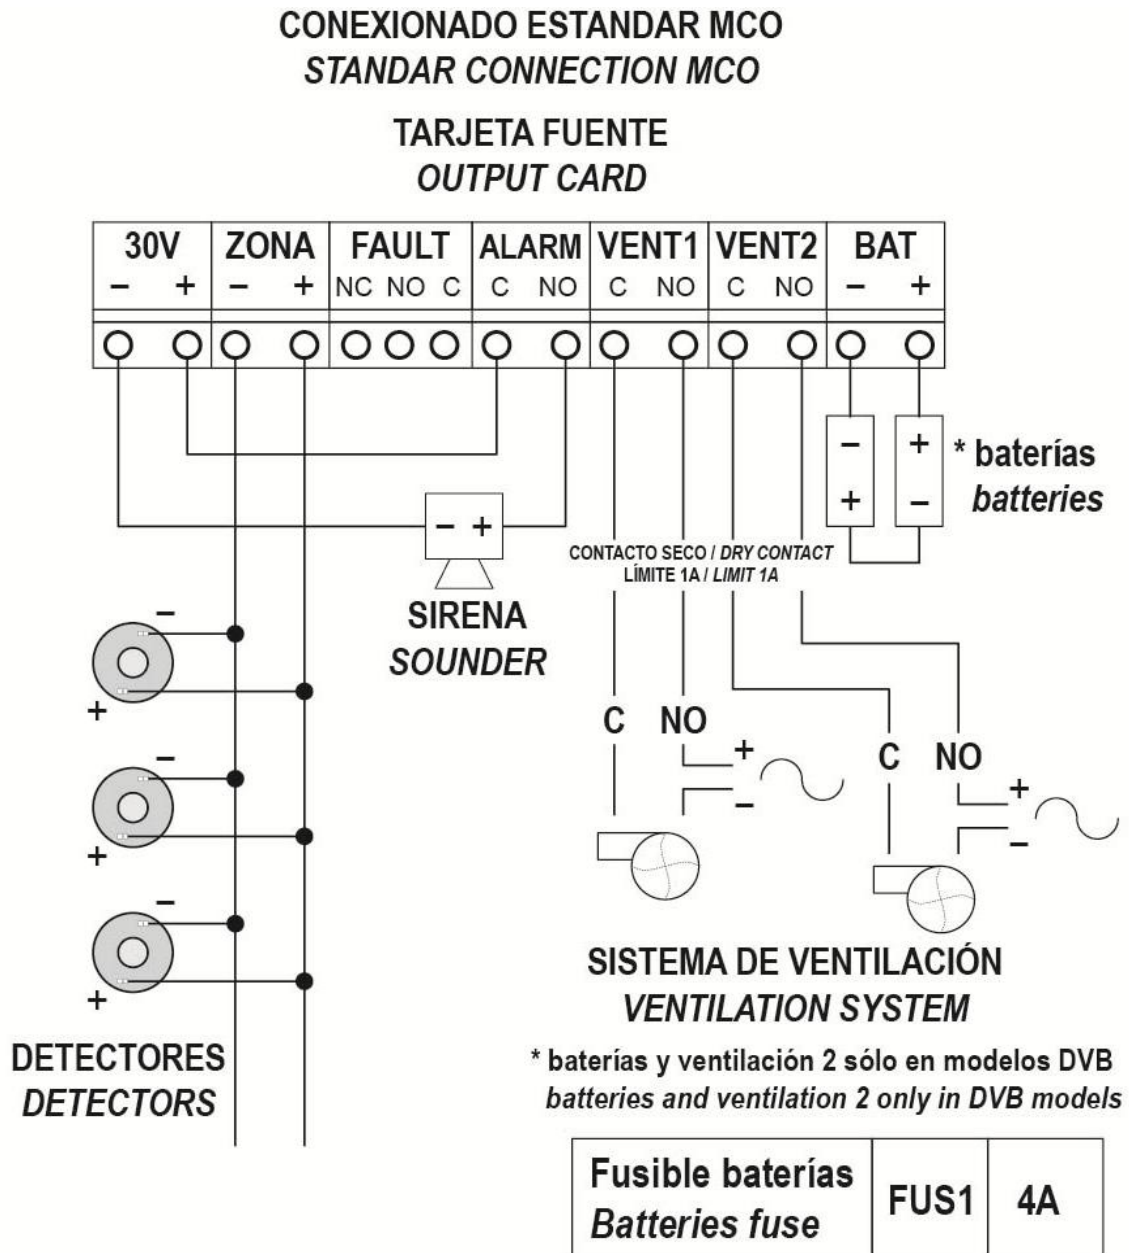 CONEXIONADO ESTANDAR MCO
STANDAR CONNECTION MCO
TARJETA FUENTE
OUTPUT CARD
30V ZONA FAULT ALARM VENT1 VENT2 BAT
− + − + NC NO C C NO C NO C NO − +
− + * baterías
+ − batteries
− +
CONTACTO SECO / DRY CONTACT
LÍMITE 1A / LIMIT 1A
SIRENA
SOUNDER
−
+
C NO
+
−
C NO
+
−
−
+
−
+
SISTEMA DE VENTILACIÓN
VENTILATION SYSTEM
DETECTORES
DETECTORS
* baterías y ventilación 2 sólo en modelos DVB
batteries and ventilation 2 only in DVB models
Fusible baterías FUS1 4A
Batteries fuse